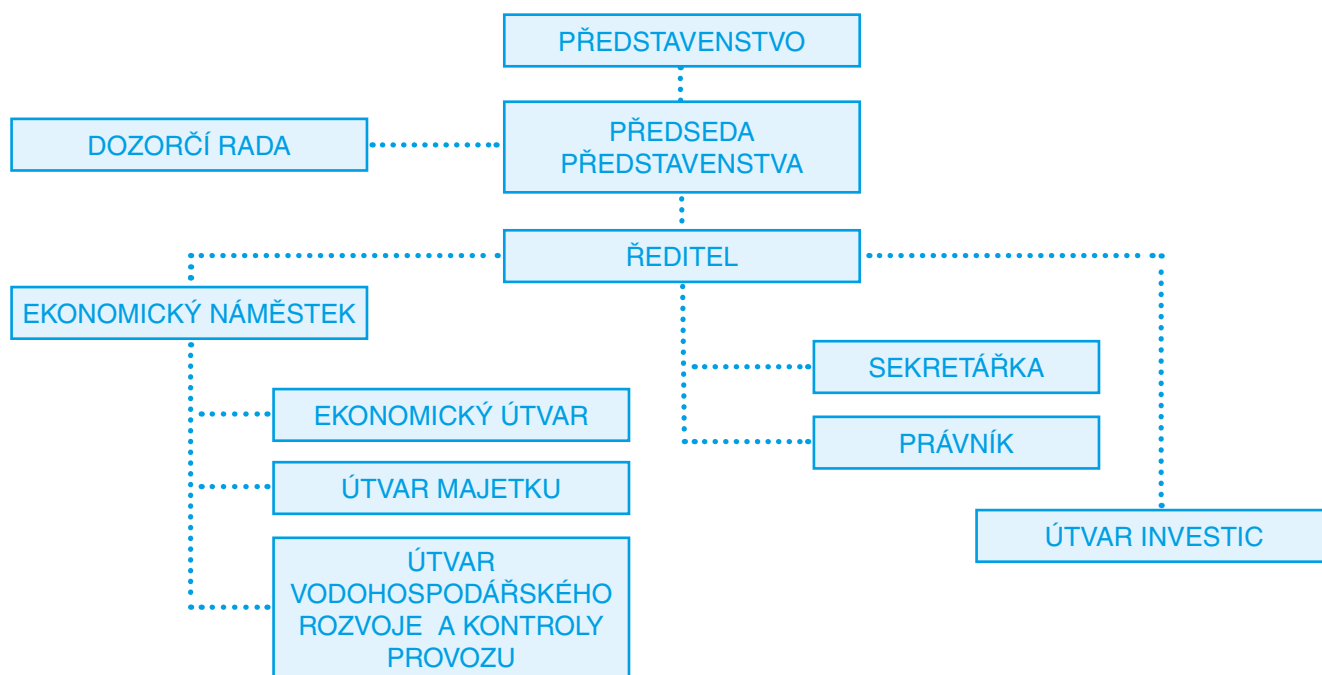 PŘEDSTAVENSTVO
DOZORČÍ RADA
PŘEDSEDA
PŘEDSTAVENSTVA
ŘEDITEL
EKONOMICKÝ NÁMĚSTEK
SEKRETÁŘKA
EKONOMICKÝ ÚTVAR
PRÁVNÍK
ÚTVAR MAJETKU
ÚTVAR INVESTIC
ÚTVAR
VODOHOSPODÁŘSKÉHO
ROZVOJE A KONTROLY
PROVOZU